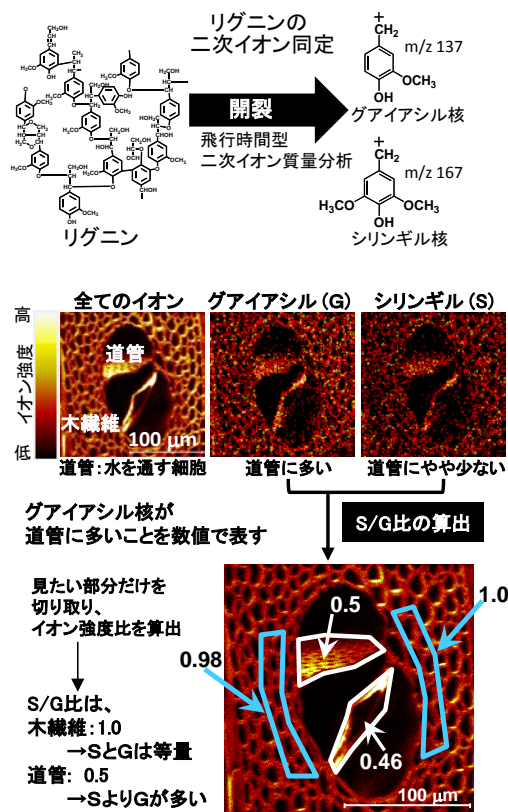 リグニンの
二次イオン同定
開裂
飛行時間型
二次イオン質量分析
リグニン
+
CH₂
m/z 137
OCH₃
OH
グアイアシル核
+
CH₂
m/z 167
H₃CO
OCH₃
OH
シリンギル核
全てのイオン
グアイアシル (G)
シリンギル (S)
高
イオン強度
低
道管
木繊維
100 μm
道管:水を通す細胞
道管に多い
道管にやや少ない
グアイアシル核が
道管に多いことを数値で表す
S/G比の算出
見たい部分だけを
切り取り、
イオン強度比を算出
S/G比は、
木繊維:1.0
→SとGは等量
道管: 0.5
→SよりGが多い
0.98
0.5
1.0
0.46
100 μm